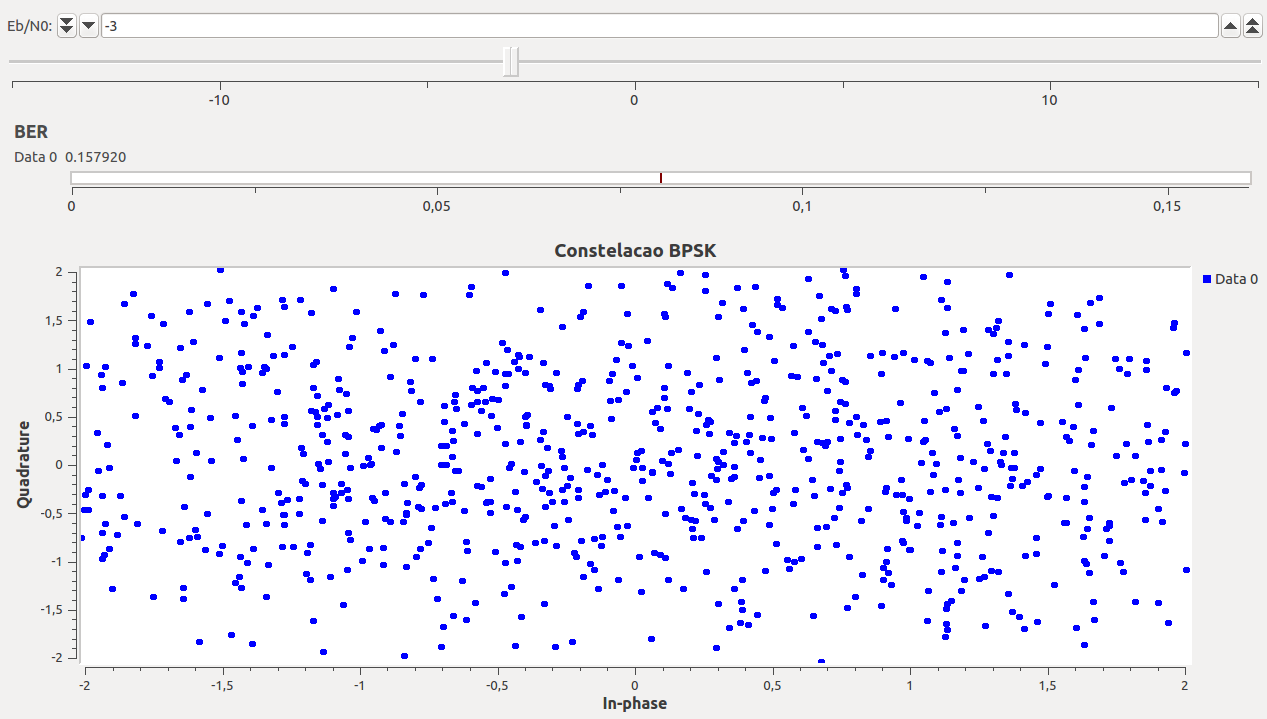 Eb/N0: -3
-10 0 10
BER
Data 0 0.157920
0 0,05 0,1 0,15
Constelacao BPSK
Data 0
Quadrature
2
1,5
1
0,5
0
-0,5
-1
-1,5
-2
-2 -1,5 -1 -0,5 0 0,5 1 1,5 2
In-phase